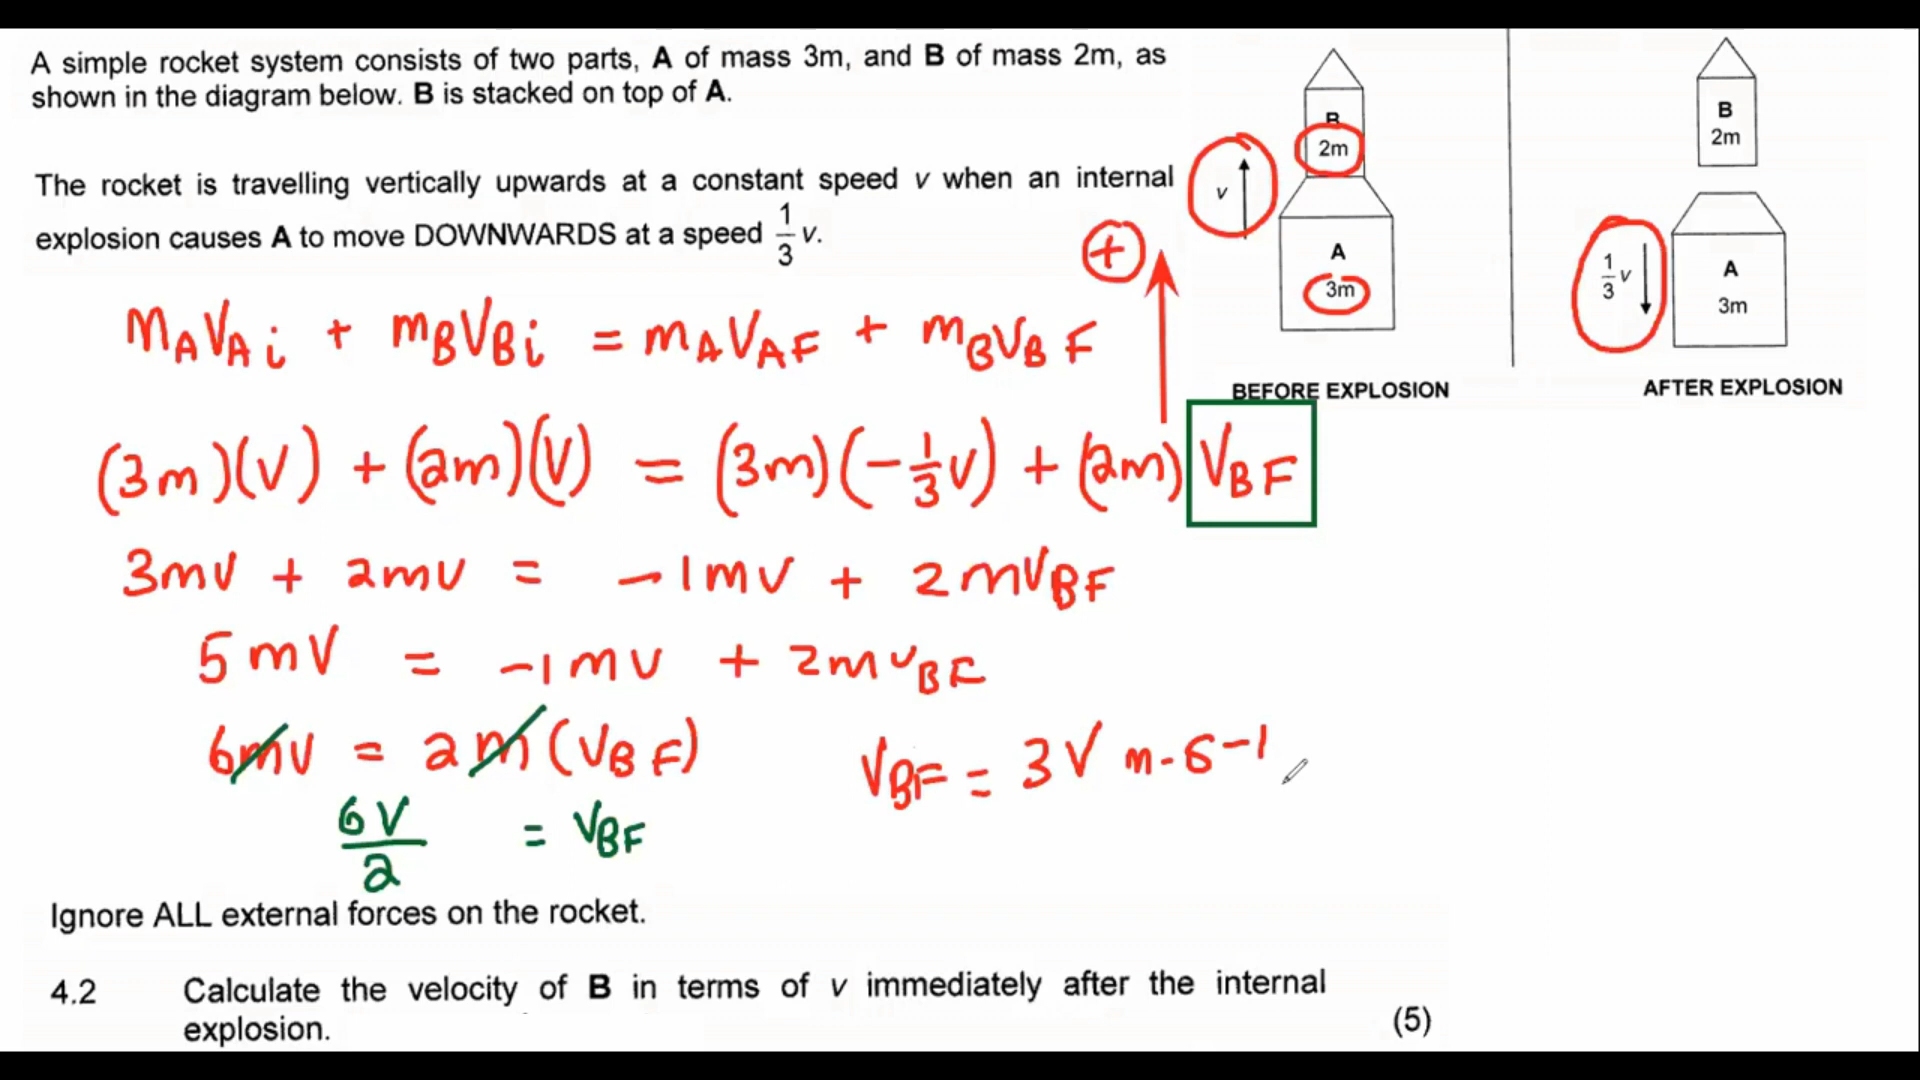 A simple rocket system consists of two parts, A of mass 3m, and B of mass 2m, as
shown in the diagram below. B is stacked on top of A.
The rocket is travelling vertically upwards at a constant speed v when an internal
explosion causes A to move DOWNWARDS at a speed 1/3 v.
B
2m
v
A
3m
BEFORE EXPLOSION
B
2m
1/3 v
A
3m
AFTER EXPLOSION
+
mAVAi + mBVBi = mAVAF + mBVBF
(3m)(V) + (2m)(V) = (3m)(-1/3V) + (2m) VBF
3mV + 2mV = -1mV + 2mVBF
5mV = -1mV + 2mVBF
6mV = 2m(VBF)
6V/2 = VBF
VBF = 3V m.s-1
Ignore ALL external forces on the rocket.
4.2 Calculate the velocity of B in terms of v immediately after the internal
explosion.
(5)